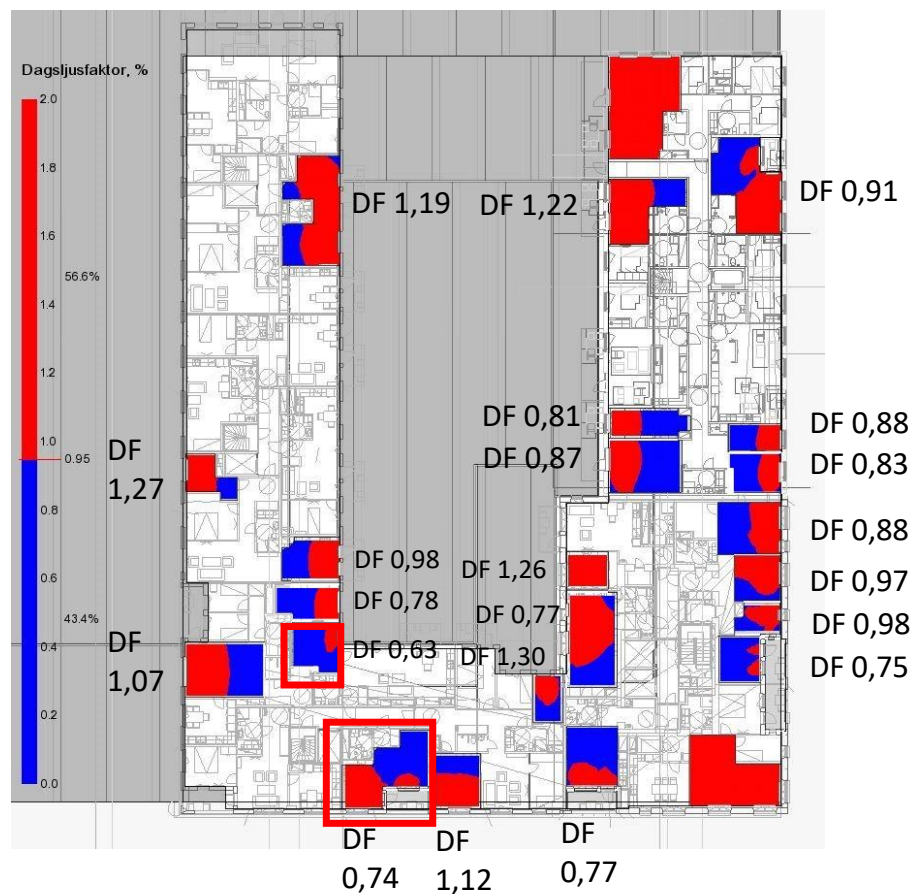 Dagsljusfaktor, %
2.0
1.8
1.6
56.6%
1.4
1.2
1.0
0.95
0.8
0.6
43.4%
0.4
0.2
0.0
DF 1,19
DF 1,22
DF 0,91
DF 0,81
DF 0,87
DF 0,88
DF 0,83
DF
1,27
DF 0,88
DF 0,98
DF 1,26
DF 0,97
DF 0,78
DF 0,77
DF 0,98
DF 0,63
DF 1,30
DF 0,75
DF
1,07
DF
0,74
DF
1,12
DF
0,77